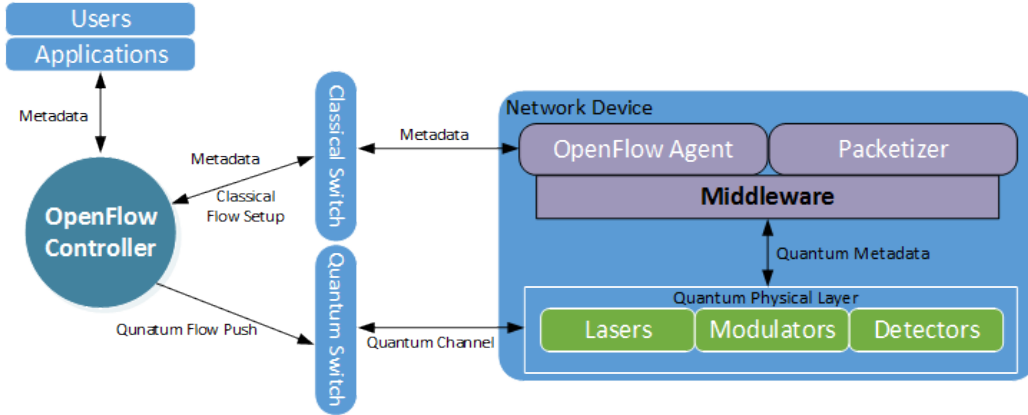 Users
Applications
Metadata
OpenFlow
Controller
Metadata
Classical
Flow Setup
Qunatum Flow Push
Classical Switch
Quantum Switch
Metadata
Quantum Channel
Network Device
OpenFlow Agent
Packetizer
Middleware
Quantum Metadata
Quantum Physical Layer
Lasers
Modulators
Detectors